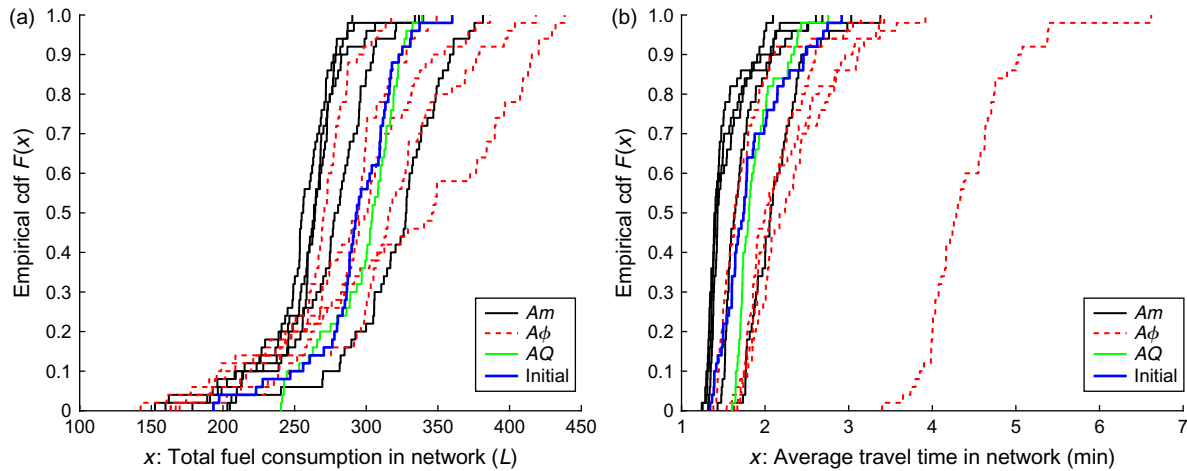 (a)
Empirical cdf F(x)
1.0
0.9
0.8
0.7
0.6
0.5
0.4
0.3
0.2
0.1
0
100 150 200 250 300 350 400 450
x: Total fuel consumption in network (L)
Am
Aϕ
AQ
Initial
(b)
Empirical cdf F(x)
1.0
0.9
0.8
0.7
0.6
0.5
0.4
0.3
0.2
0.1
0
1 2 3 4 5 6 7
x: Average travel time in network (min)
Am
Aϕ
AQ
Initial